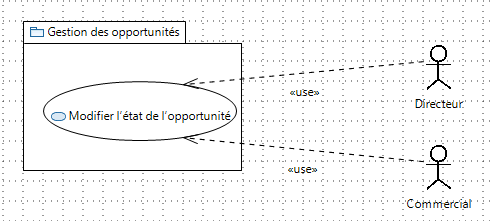 Gestion des opportunités
«use»
Directeur
Modifier l'état de l'opportunité
«use»
Commercial